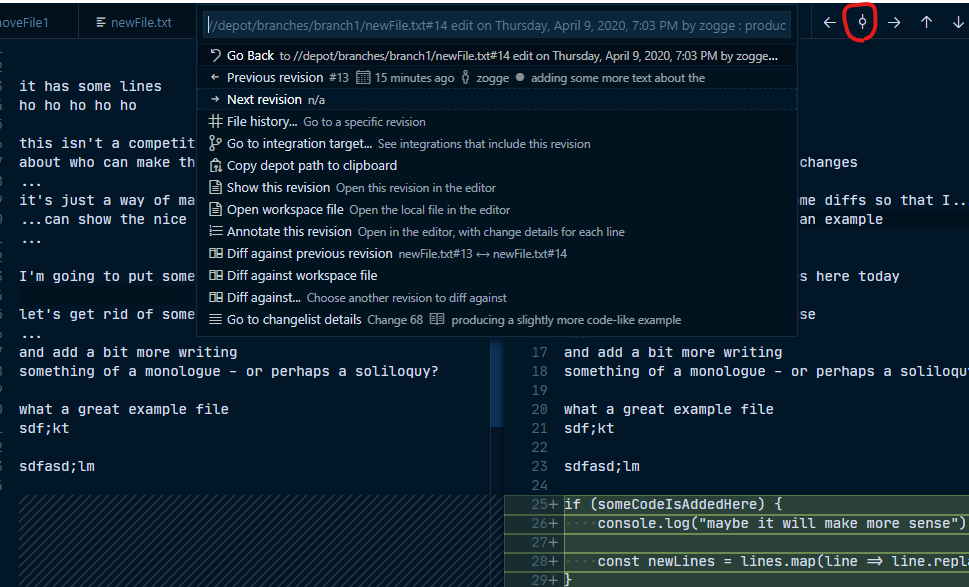 oveFile1
newFile.txt
//depot/branches/branch1/newFile.txt#14 edit on Thursday, April 9, 2020, 7:03 PM by zogge : produc
Go Back to //depot/branches/branch1/newFile.txt#14 edit on Thursday, April 9, 2020, 7:03 PM by zogge...
Previous revision #13 15 minutes ago zogge adding some more text about the
Next revision n/a
File history... Go to a specific revision
Go to integration target... See integrations that include this revision
Copy depot path to clipboard
Show this revision Open this revision in the editor
Open workspace file Open the local file in the editor
Annotate this revision Open in the editor, with change details for each line
Diff against previous revision newFile.txt#13 ↔ newFile.txt#14
Diff against workspace file
Diff against... Choose another revision to diff against
Go to changelist details Change 68 producing a slightly more code-like example
it has some lines
ho ho ho ho ho
this isn't a competit
about who can make th
...
it's just a way of ma
...can show the nice
...
I'm going to put some
let's get rid of some
...
and add a bit more writing
something of a monologue - or perhaps a soliloquy?
what a great example file
sdf;kt
sdfasd;lm
changes
me diffs so that I..
an example
s here today
se
17 and add a bit more writing
18 something of a monologue - or perhaps a soliloquy
19
20 what a great example file
21 sdf;kt
22
23 sdfasd;lm
24
25+ if (someCodeIsAddedHere) {
26+ ····console.log("maybe it will make more sense")
27+
28+ ····const newLines = lines.map(line => line.repl
29+ }